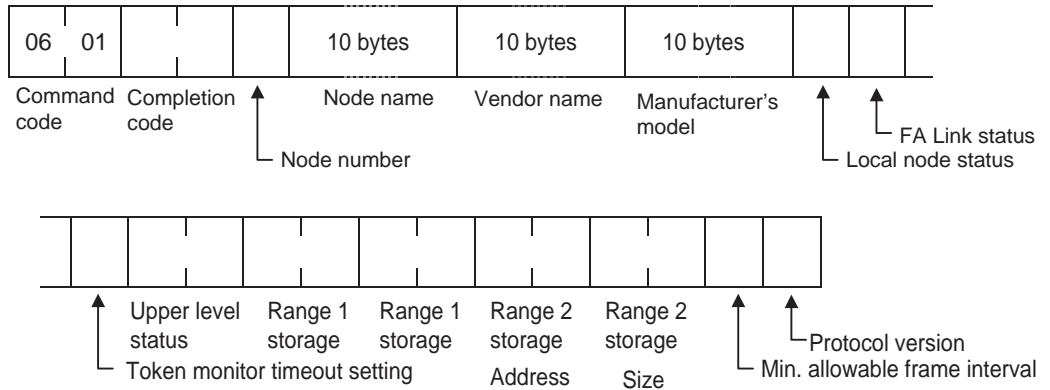 06 01 10 bytes 10 bytes 10 bytes
Command code
Completion code
Node name
Vendor name
Manufacturer's model
FA Link status
Node number
Local node status
Upper level status
Range 1 storage
Range 1 storage
Range 2 storage
Range 2 storage
Protocol version
Token monitor timeout setting
Address
Size
Min. allowable frame interval